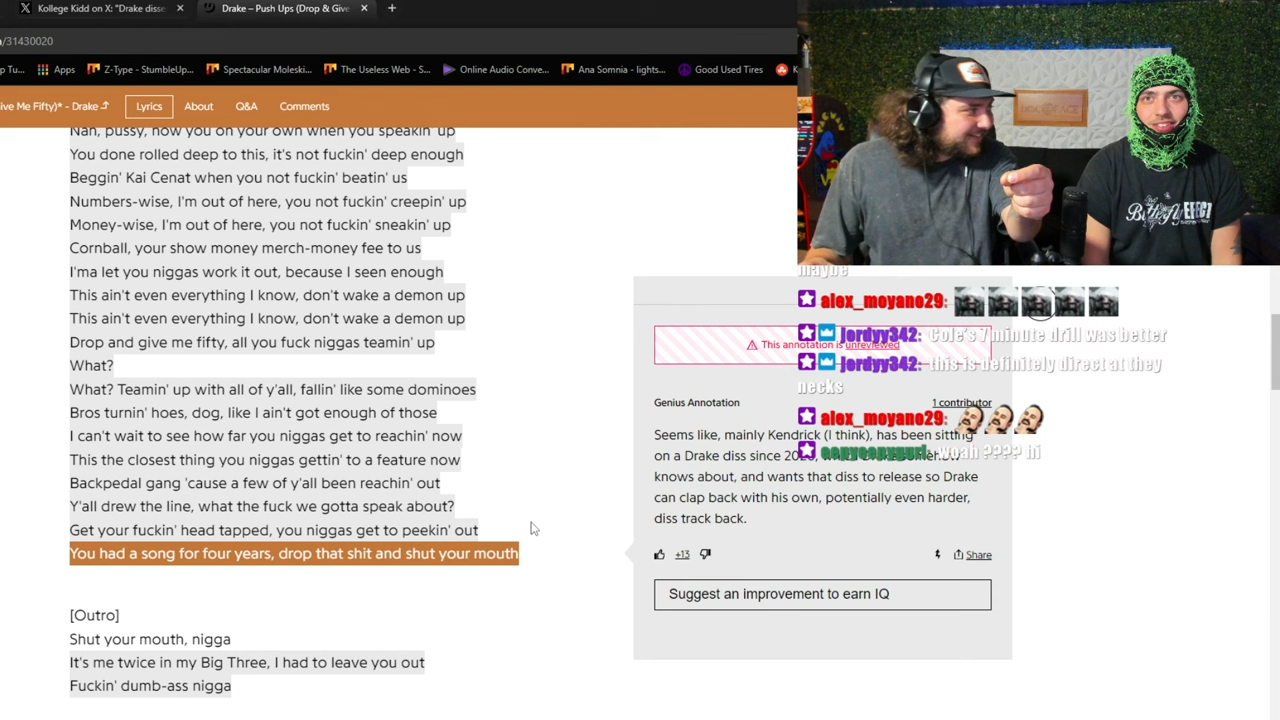 Kollege Kidd on X: "Drake disse
Drake – Push Ups (Drop & Give
/31430020
p Tu...
Apps
Z-Type - StumbleUp...
Spectacular Moleski...
The Useless Web - S...
Online Audio Conve...
Ana Somnia - lights...
Good Used Tires
ive Me Fifty)* - Drake
Lyrics
About
Q&A
Comments
Nah, pussy, now you on your own when you speakin' up
You done rolled deep to this, it's not fuckin' deep enough
Beggin' Kai Cenat when you not fuckin' beatin' us
Numbers-wise, I'm out of here, you not fuckin' creepin' up
Money-wise, I'm out of here, you not fuckin' sneakin' up
Cornball, your show money merch-money fee to us
I'ma let you niggas work it out, because I seen enough
This ain't even everything I know, don't wake a demon up
This ain't even everything I know, don't wake a demon up
Drop and give me fifty, all you fuck niggas teamin' up
What?
What? Teamin' up with all of y'all, fallin' like some dominoes
Bros turnin' hoes, dog, like I ain't got enough of those
I can't wait to see how far you niggas get to reachin' now
This the closest thing you niggas gettin' to a feature now
Backpedal gang 'cause a few of y'all been reachin' out
Y'all drew the line, what the fuck we gotta speak about?
Get your fuckin' head tapped, you niggas get to peekin' out
You had a song for four years, drop that shit and shut your mouth
[Outro]
Shut your mouth, nigga
It's me twice in my Big Three, I had to leave you out
Fuckin' dumb-ass nigga
maybe
alex_moyano29:
jordyy342: Cole's 7 minute drill was better
jordyy342: this is definitely direct at they
necks
alex_moyano29:
woah ???? hi
This annotation is unreviewed
Genius Annotation
1 contributor
Seems like, mainly Kendrick (I think), has been sitting
on a Drake diss since
knows about, and wants that diss to release so Drake
can clap back with his own, potentially even harder,
diss track back.
+13
Share
Suggest an improvement to earn IQ